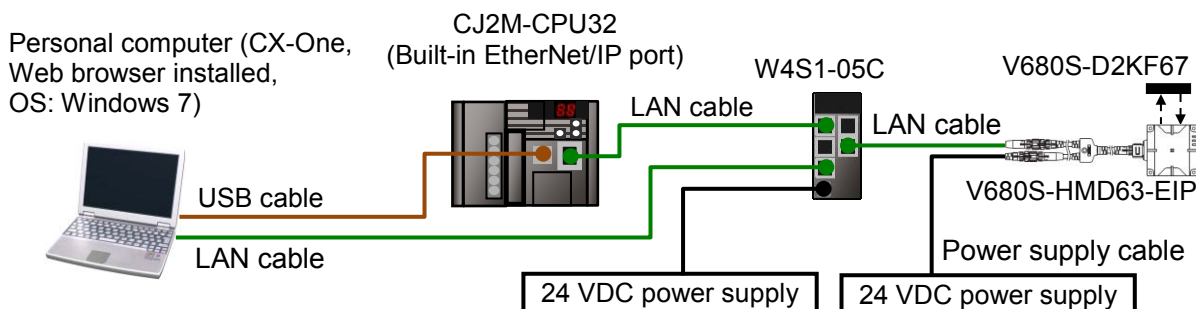 Personal computer (CX-One,
Web browser installed,
OS: Windows 7)
CJ2M-CPU32
(Built-in EtherNet/IP port)
W4S1-05C
V680S-D2KF67
88
LAN cable
LAN cable
USB cable
V680S-HMD63-EIP
LAN cable
Power supply cable
24 VDC power supply
24 VDC power supply